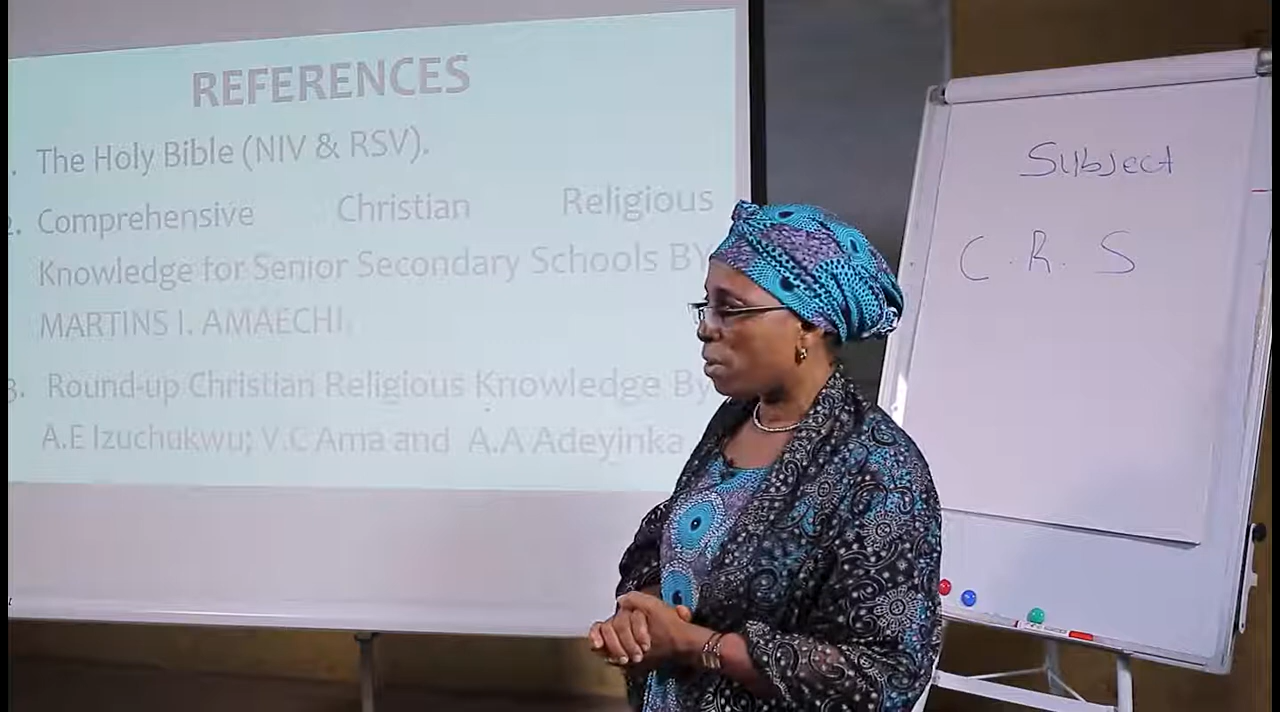 REFERENCES
The Holy Bible (NIV & RSV).
2. Comprehensive Christian Religious
Knowledge for Senior Secondary Schools BY
MARTINS I. AMAECHI.
3. Round-up Christian Religious Knowledge By
A.E Izuchukwu; V.C Ama and A.A Adeyinka
Subject
C.R.S